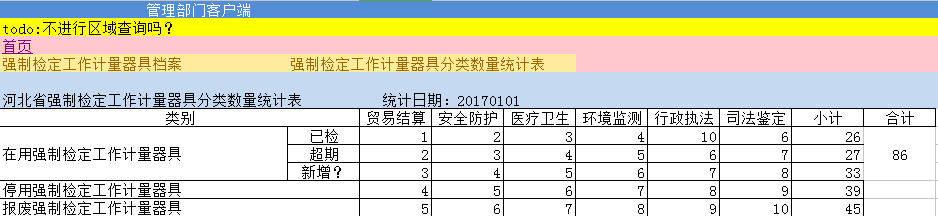 管理部门客户端
todo:不进行区域查询吗？
首页
强制检定工作计量器具档案 强制检定工作计量器具分类数量统计表
河北省强制检定工作计量器具分类数量统计表 统计日期：20170101
类别 贸易结算 安全防护 医疗卫生 环境监测 行政执法 司法鉴定 小计 合计
在用强制检定工作计量器具 已检 1 2 3 4 10 6 26 86
超期 2 3 4 5 6 7 27
新增？ 3 4 5 6 7 8 33
停用强制检定工作计量器具 4 5 6 7 8 9 39
报废强制检定工作计量器具 5 6 7 8 9 10 45